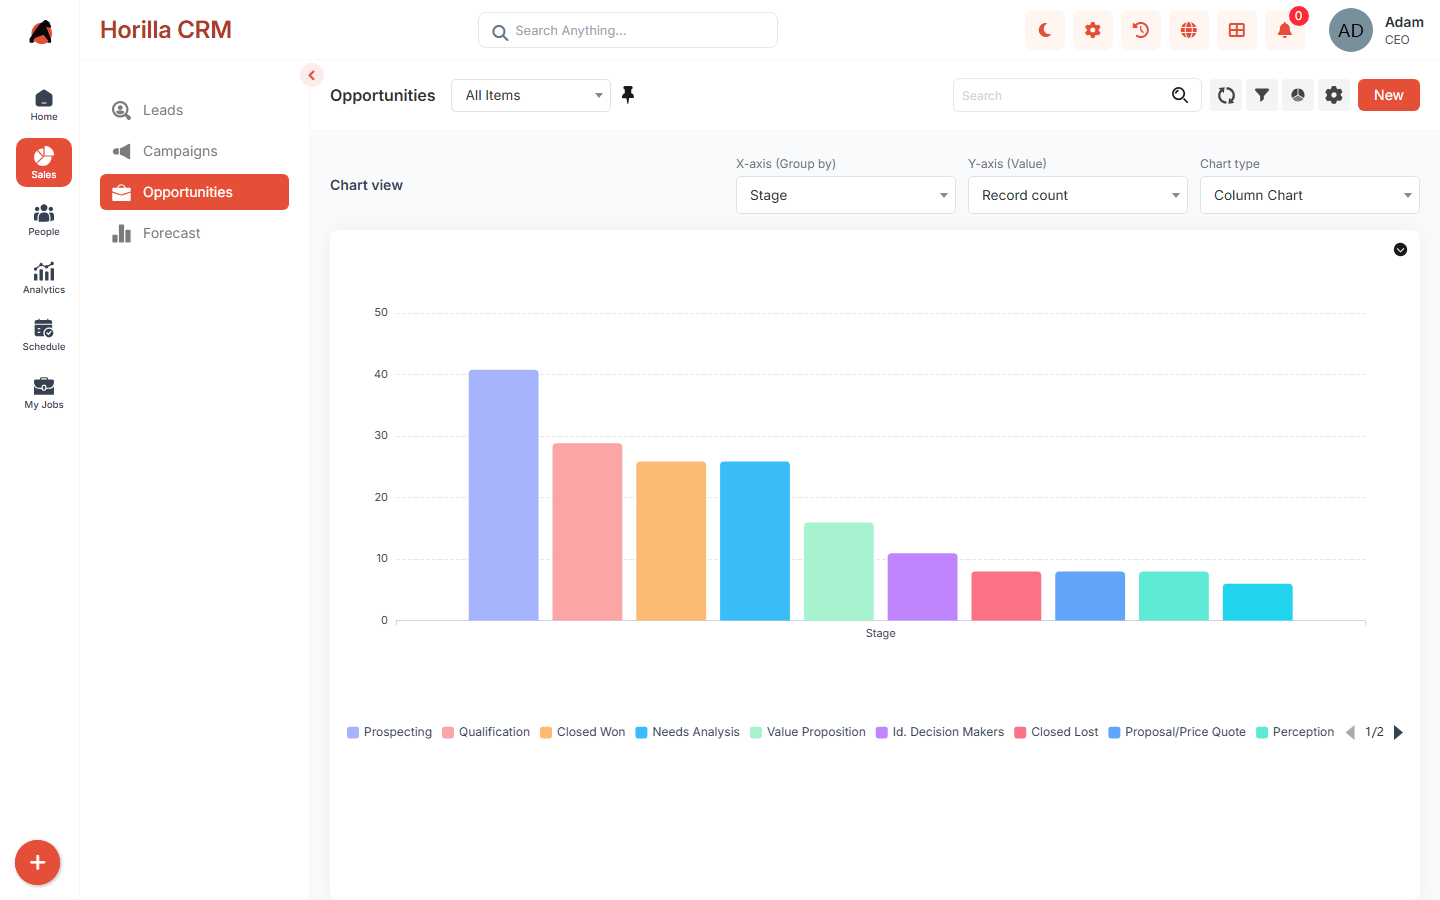 Horilla CRM
Search Anything...
0
AD
Adam
CEO
Home
Sales
People
Analytics
Schedule
My Jobs
Leads
Campaigns
Opportunities
Forecast
Opportunities
All Items
Search
New
Chart view
X-axis (Group by)
Stage
Y-axis (Value)
Record count
Chart type
Column Chart
50
40
30
20
10
0
Stage
Prospecting
Qualification
Closed Won
Needs Analysis
Value Proposition
Id. Decision Makers
Closed Lost
Proposal/Price Quote
Perception
1/2